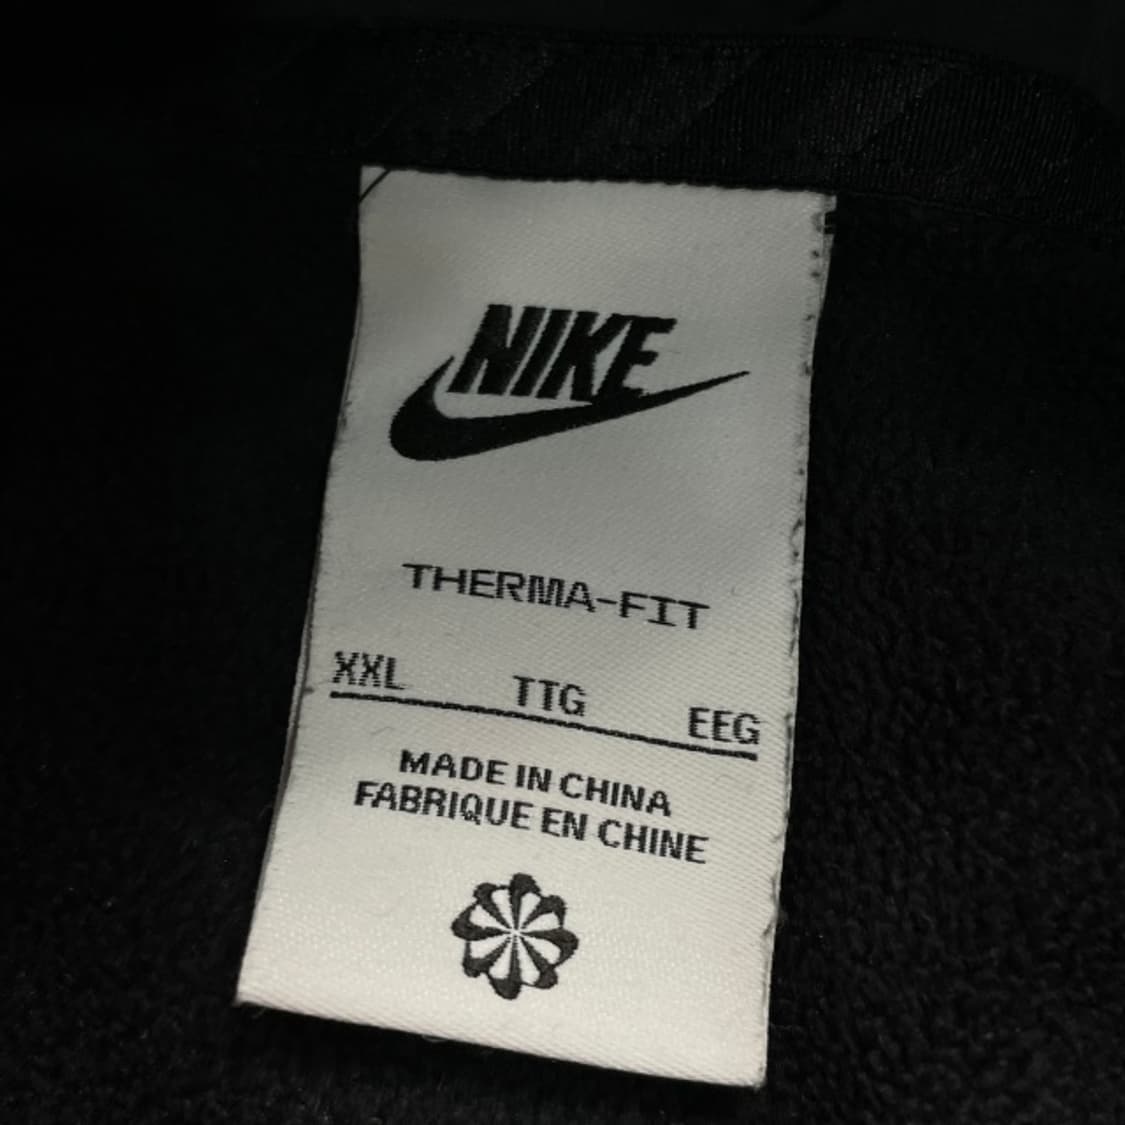 NIKE
THERMA-FIT
XXL TTG EEG
MADE IN CHINA
FABRIQUE EN CHINE